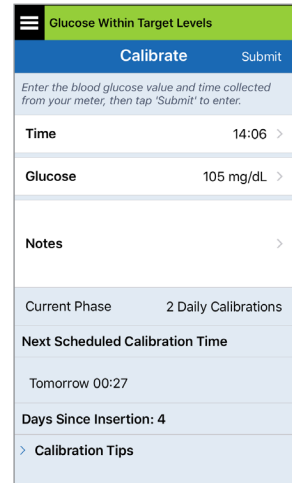 Glucose Within Target Levels
Calibrate Submit
Enter the blood glucose value and time collected
from your meter, then tap 'Submit' to enter.
Time 14:06
Glucose 105 mg/dL
Notes
Current Phase 2 Daily Calibrations
Next Scheduled Calibration Time
Tomorrow 00:27
Days Since Insertion: 4
Calibration Tips